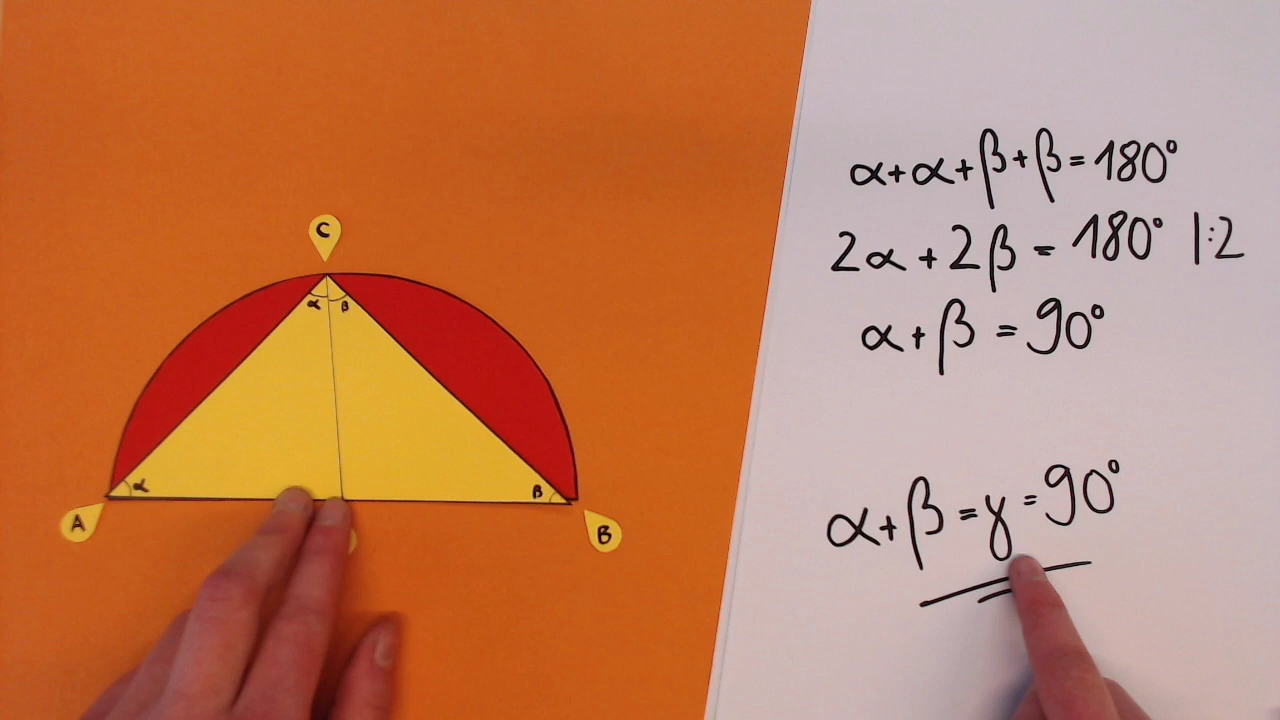 C
α β
α β
A B
α+α+β+β=180°
2α+2β=180° |:2
α+β=90°
α+β=γ=90°